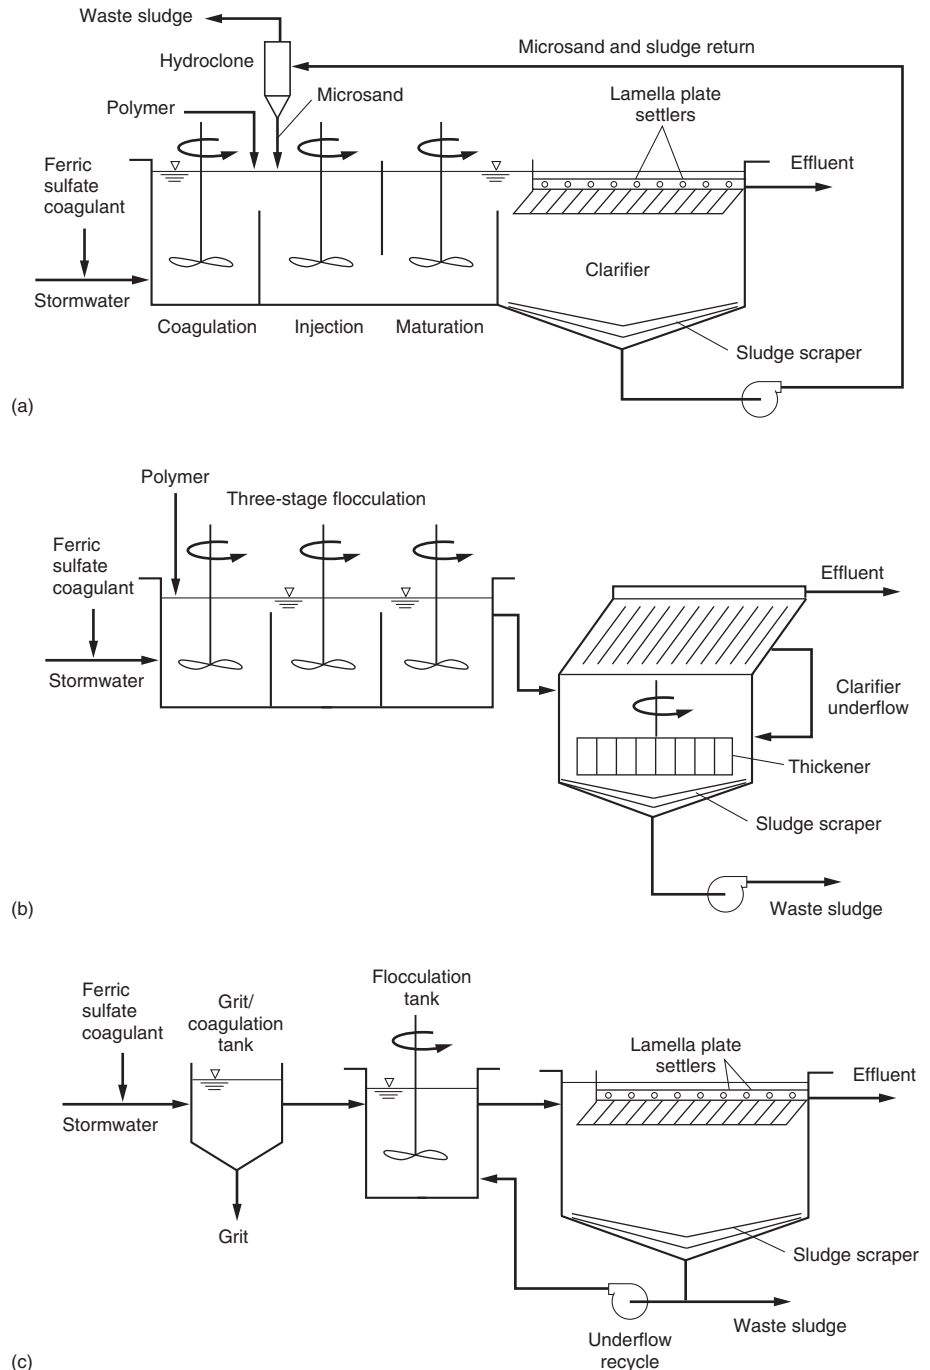 Waste sludge
Hydroclone
Microsand and sludge return
Microsand
Polymer
Lamella plate
settlers
Ferric
sulfate
coagulant
Effluent
Stormwater
Clarifier
Coagulation
Injection
Maturation
Sludge scraper
(a)
Polymer
Three-stage flocculation
Ferric
sulfate
coagulant
Effluent
Stormwater
Clarifier
underflow
Thickener
Sludge scraper
Waste sludge
(b)
Ferric
sulfate
coagulant
Grit/
coagulation
tank
Flocculation
tank
Lamella plate
settlers
Effluent
Stormwater
Grit
Sludge scraper
Waste sludge
Underflow
recycle
(c)